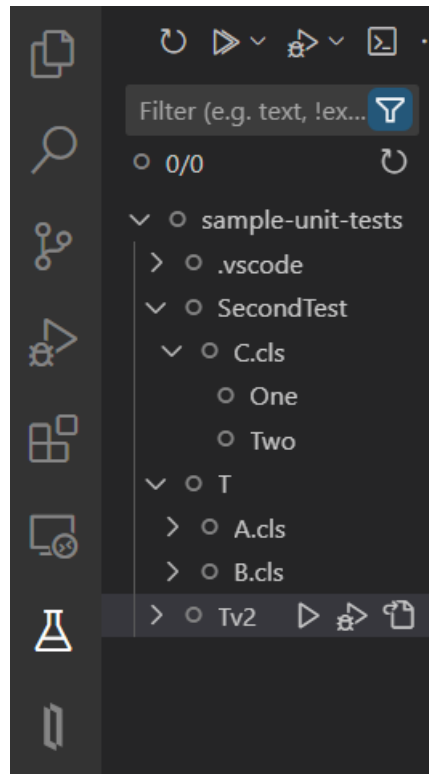 Filter (e.g. text, !ex...
0/0
sample-unit-tests
.vscode
SecondTest
C.cls
One
Two
T
A.cls
B.cls
Tv2